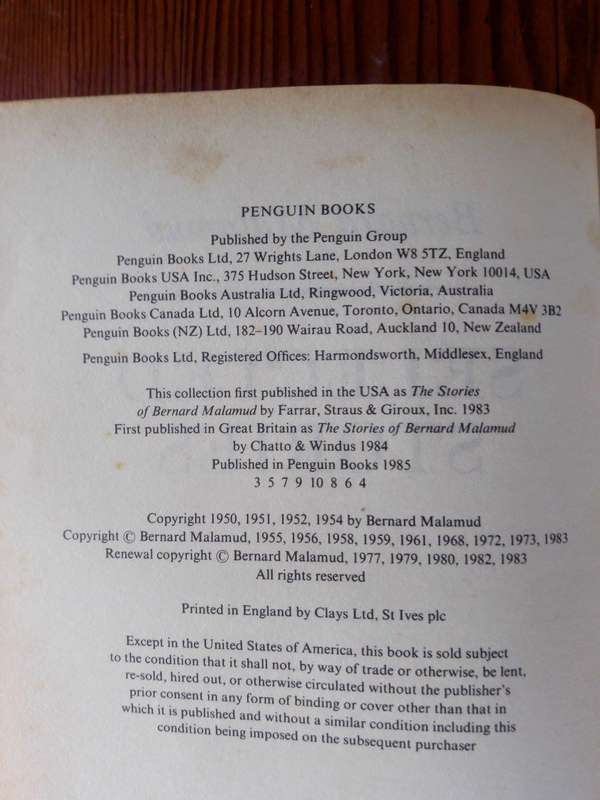 PENGUIN BOOKS
Published by the Penguin Group
Penguin Books Ltd, 27 Wrights Lane, London W8 5TZ, England
Penguin Books USA Inc., 375 Hudson Street, New York, New York 10014, USA
Penguin Books Australia Ltd, Ringwood, Victoria, Australia
Penguin Books Canada Ltd, 10 Alcorn Avenue, Toronto, Ontario, Canada M4V 3B2
Penguin Books (NZ) Ltd, 182–190 Wairau Road, Auckland 10, New Zealand
Penguin Books Ltd, Registered Offices: Harmondsworth, Middlesex, England
This collection first published in the USA as The Stories
of Bernard Malamud by Farrar, Straus & Giroux, Inc. 1983
First published in Great Britain as The Stories of Bernard Malamud
by Chatto & Windus 1984
Published in Penguin Books 1985
3 5 7 9 10 8 6 4
Copyright 1950, 1951, 1952, 1954 by Bernard Malamud
Copyright © Bernard Malamud, 1955, 1956, 1958, 1959, 1961, 1968, 1972, 1973, 1983
Renewal copyright © Bernard Malamud, 1977, 1979, 1980, 1982, 1983
All rights reserved
Printed in England by Clays Ltd, St Ives plc
Except in the United States of America, this book is sold subject
to the condition that it shall not, by way of trade or otherwise, be lent,
re-sold, hired out, or otherwise circulated without the publisher's
prior consent in any form of binding or cover other than that in
which it is published and without a similar condition including this
condition being imposed on the subsequent purchaser